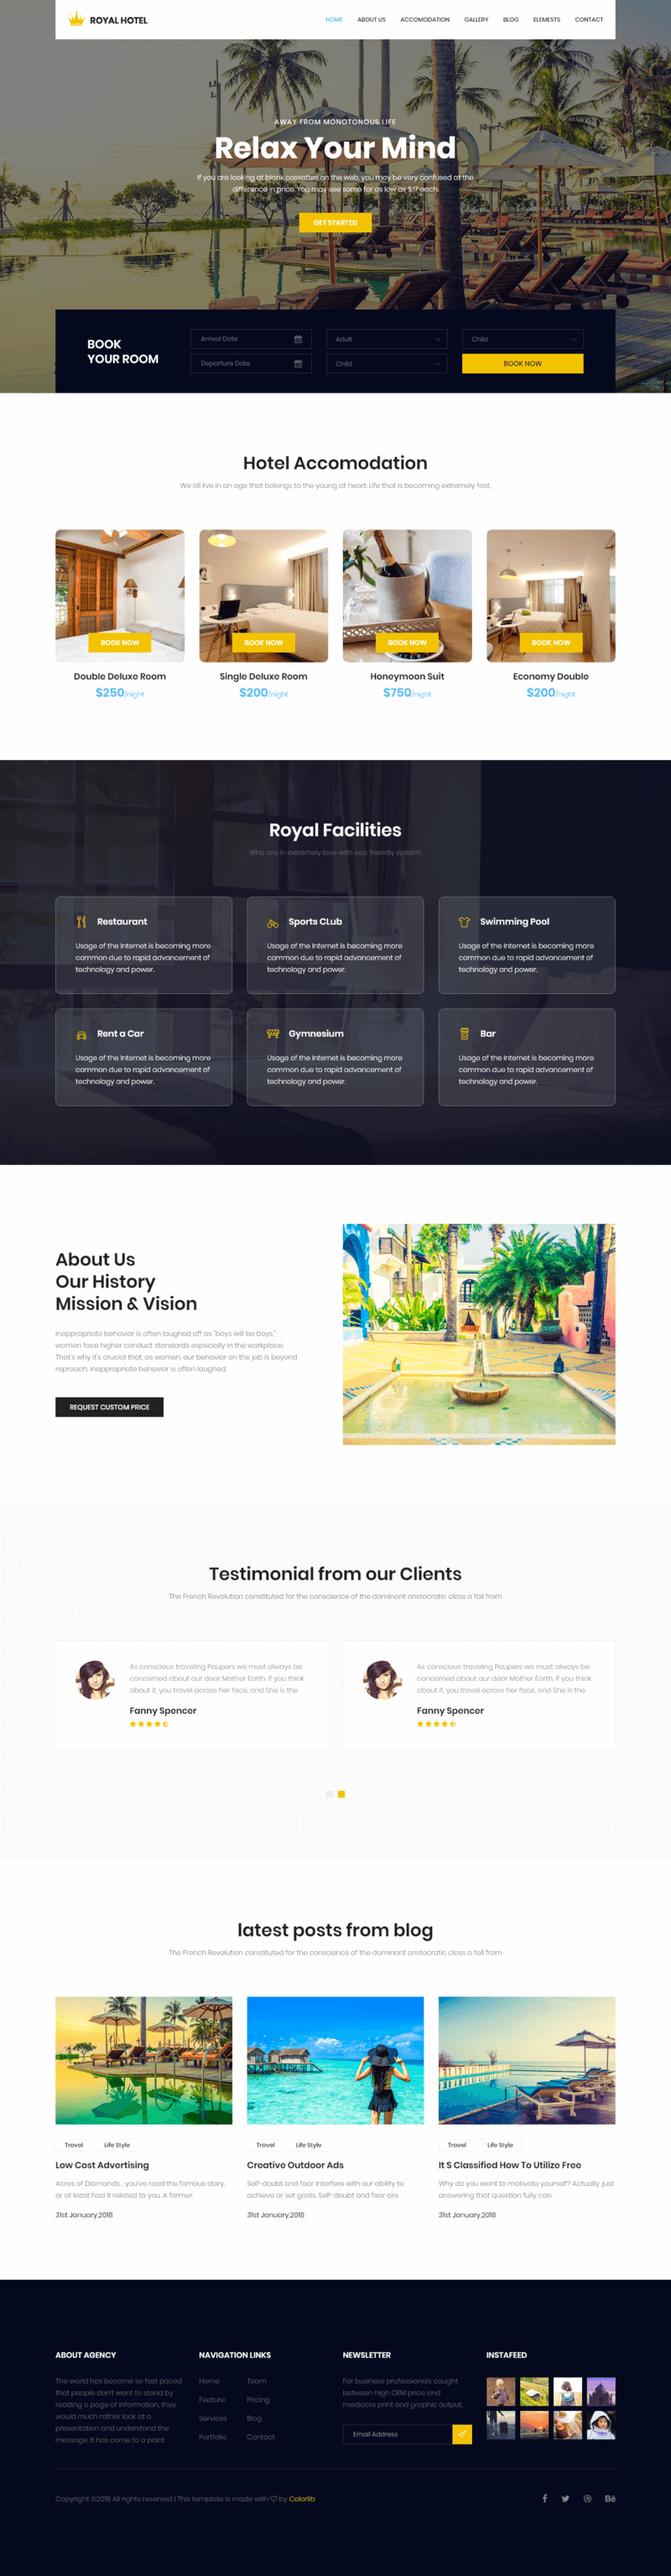 ROYAL HOTEL
HOME ABOUT US ACCOMODATION GALLERY BLOG ELEMESTS CONTACT
AWAY FROM MONOTONOUS LIFE
Relax Your Mind
If you are looking at blank cassettes on the web, you may be very confused at the
difference in price. You may see some for as low as $.17 each.
GET STARTED
BOOK
YOUR ROOM
Arrival Date
Departure Date
Adult
Child
Child
BOOK NOW
Hotel Accomodation
We all live in an age that belongs to the young at heart. Life that is becoming extremely fast,
BOOK NOW
Double Deluxe Room
$250/night
BOOK NOW
Single Deluxe Room
$200/night
BOOK NOW
Honeymoon Suit
$750/night
BOOK NOW
Economy Double
$200/night
Royal Facilities
Who are in extremely love with eco friendly system.
Restaurant
Usage of the Internet is becoming more
common due to rapid advancement of
technology and power.
Sports CLub
Usage of the Internet is becoming more
common due to rapid advancement of
technology and power.
Swimming Pool
Usage of the Internet is becoming more
common due to rapid advancement of
technology and power.
Rent a Car
Usage of the Internet is becoming more
common due to rapid advancement of
technology and power.
Gymnesium
Usage of the Internet is becoming more
common due to rapid advancement of
technology and power.
Bar
Usage of the Internet is becoming more
common due to rapid advancement of
technology and power.
About Us
Our History
Mission & Vision
inappropriate behavior is often laughed off as "boys will be boys,"
women face higher conduct standards especially in the workplace.
That's why it's crucial that, as women, our behavior on the job is beyond
reproach. inappropriate behavior is often laughed.
REQUEST CUSTOM PRICE
Testimonial from our Clients
The French Revolution constituted for the conscience of the dominant aristocratic class a fall from
As conscious traveling Paupers we must always be
concerned about our dear Mother Earth. If you think
about it, you travel across her face, and She is the
Fanny Spencer
As conscious traveling Paupers we must always be
concerned about our dear Mother Earth. If you think
about it, you travel across her face, and She is the
Fanny Spencer
latest posts from blog
The French Revolution constituted for the conscience of the dominant aristocratic class a fall from
Travel Life Style
Low Cost Advertising
Acres of Diamonds... you've read the famous story,
or at least had it related to you. A farmer.
31st January,2018
Travel Life Style
Creative Outdoor Ads
Self-doubt and fear interfere with our ability to
achieve or set goals. Self-doubt and fear are
31st January,2018
Travel Life Style
It S Classified How To Utilize Free
Why do you want to motivate yourself? Actually, just
answering that question fully can
31st January,2018
ABOUT AGENCY
The world has become so fast paced
that people don't want to stand by
reading a page of information, they
would much rather look at a
presentation and understand the
message. It has come to a point
NAVIGATION LINKS
Home
Feature
Services
Portfolio
Team
Pricing
Blog
Contact
NEWSLETTER
For business professionals caught
between high OEM price and
mediocre print and graphic output,
Email Address
INSTAFEED
Copyright ©2018 All rights reserved | This template is made with by Colorlib
Bē